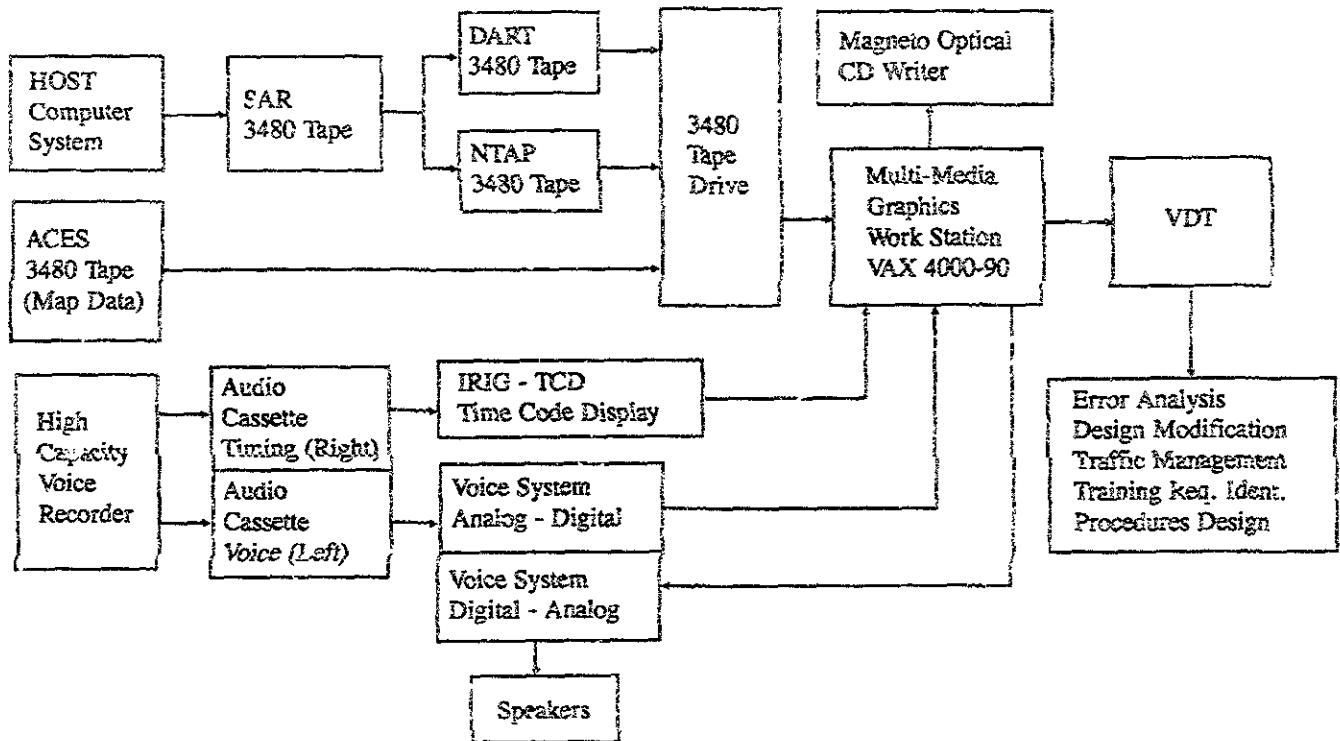 HOST
Computer
System
SAR
3480 Tape
DART
3480 Tape
NTAP
3480 Tape
3480
Tape
Drive
Magneto Optical
CD Writer
Multi-Media
Graphics
Work Station
VAX 4000-90
VDT
ACES
3480 Tape
(Map Data)
High
Capacity
Voice
Recorder
Audio
Cassette
Timing (Right)
Audio
Cassette
Voice (Left)
IRIG - TCD
Time Code Display
Voice System
Analog - Digital
Voice System
Digital - Analog
Speakers
Error Analysis
Design Modification
Traffic Management
Training Req. Ident.
Procedures Design